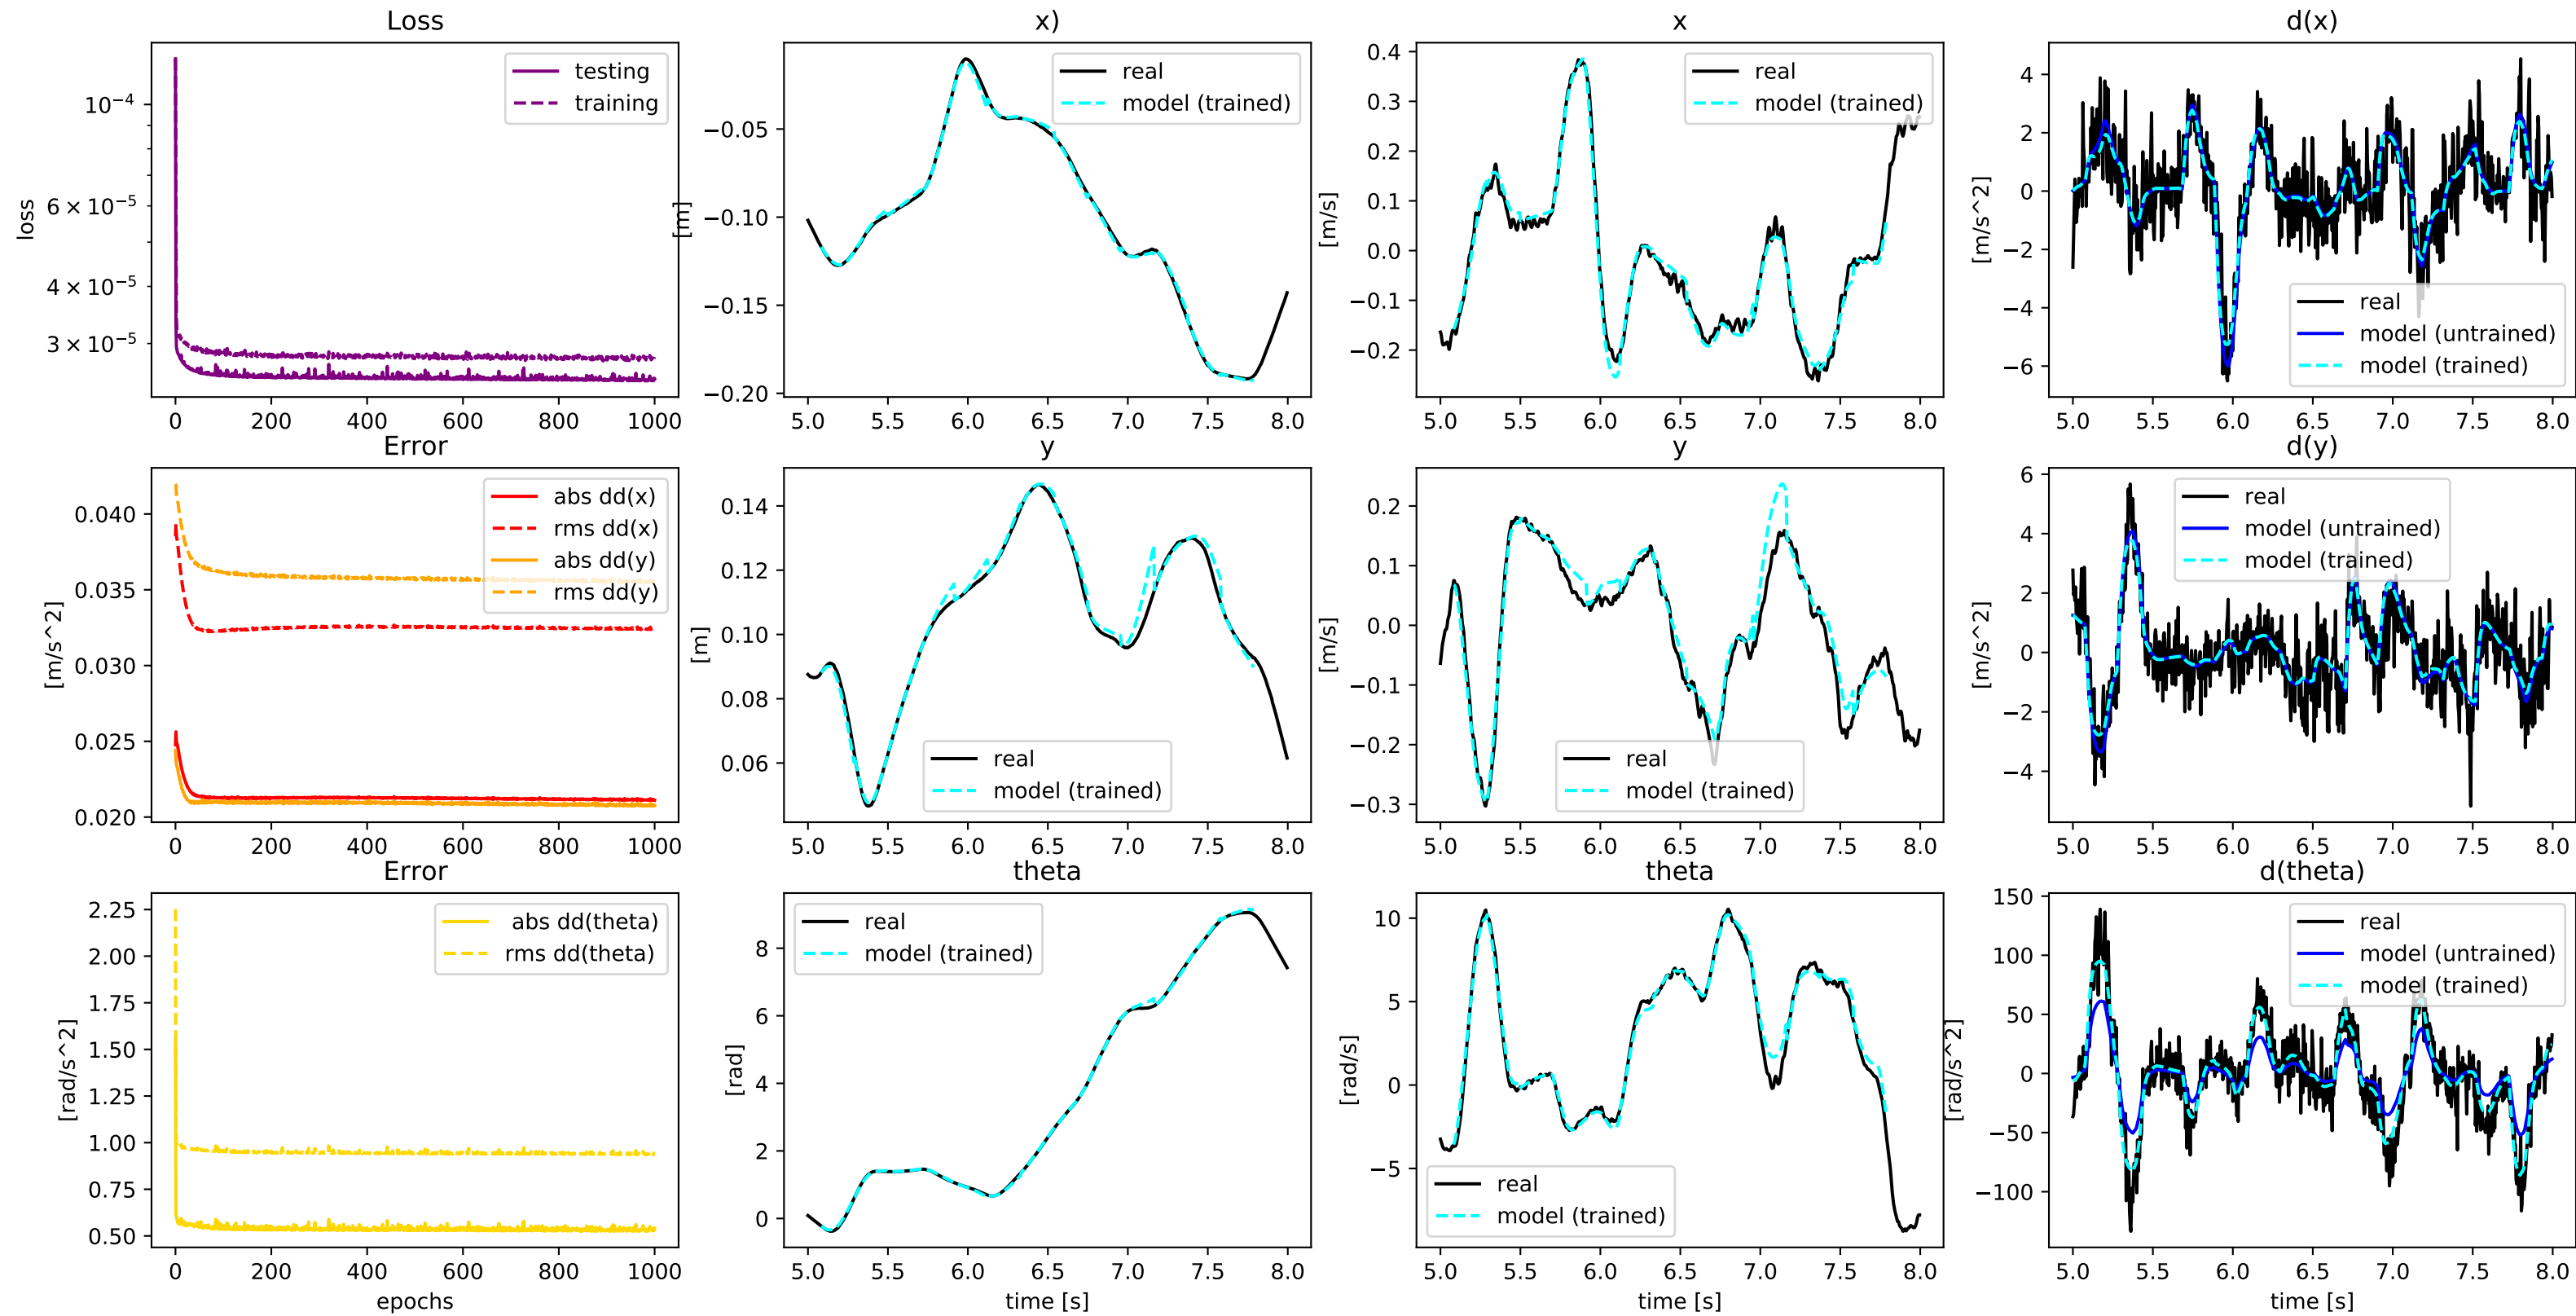 Loss
loss
10⁻⁴
6 × 10⁻⁵
4 × 10⁻⁵
3 × 10⁻⁵
testing
training
0 200 400 600 800 1000
x)
[m]
−0.05
−0.10
−0.15
−0.20
real
model (trained)
5.0 5.5 6.0 6.5 7.0 7.5 8.0
x
[m/s]
0.4
0.3
0.2
0.1
0.0
−0.1
−0.2
real
model (trained)
5.0 5.5 6.0 6.5 7.0 7.5 8.0
d(x)
[m/s^2]
4
2
0
−2
−4
−6
real
model (untrained)
model (trained)
5.0 5.5 6.0 6.5 7.0 7.5 8.0
Error
[m/s^2]
0.040
0.035
0.030
0.025
0.020
abs dd(x)
rms dd(x)
abs dd(y)
rms dd(y)
0 200 400 600 800 1000
y
[m]
0.14
0.12
0.10
0.08
0.06
real
model (trained)
5.0 5.5 6.0 6.5 7.0 7.5 8.0
y
[m/s]
0.2
0.1
0.0
−0.1
−0.2
−0.3
real
model (trained)
5.0 5.5 6.0 6.5 7.0 7.5 8.0
d(y)
[m/s^2]
6
4
2
0
−2
−4
real
model (untrained)
model (trained)
5.0 5.5 6.0 6.5 7.0 7.5 8.0
Error
[rad/s^2]
2.25
2.00
1.75
1.50
1.25
1.00
0.75
0.50
abs dd(theta)
rms dd(theta)
0 200 400 600 800 1000
epochs
theta
[rad]
8
6
4
2
0
real
model (trained)
5.0 5.5 6.0 6.5 7.0 7.5 8.0
time [s]
theta
[rad/s]
10
5
0
−5
real
model (trained)
5.0 5.5 6.0 6.5 7.0 7.5 8.0
time [s]
d(theta)
[rad/s^2]
150
100
50
0
−50
−100
real
model (untrained)
model (trained)
5.0 5.5 6.0 6.5 7.0 7.5 8.0
time [s]